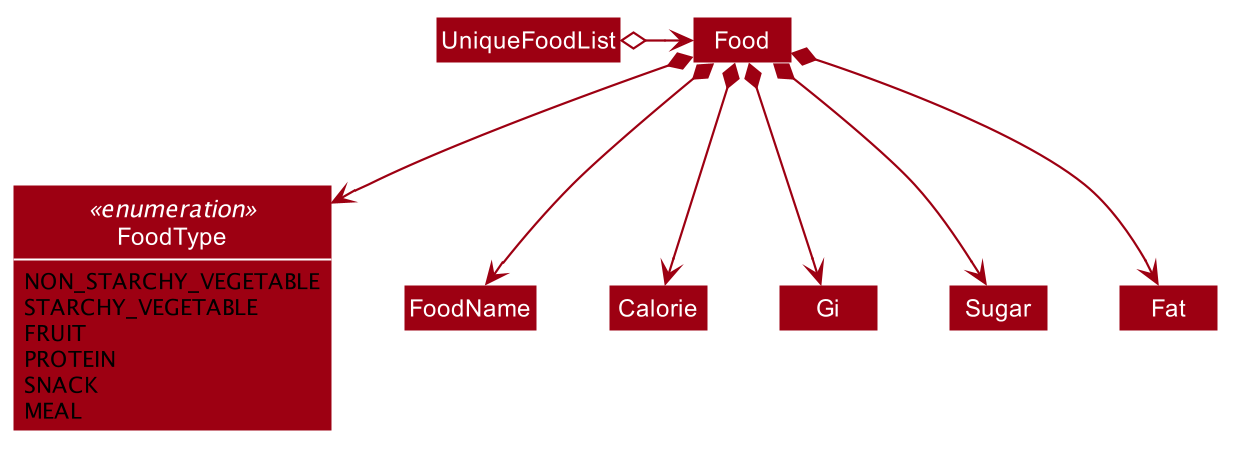 UniqueFoodList
Food
«enumeration»
FoodType
NON_STARCHY_VEGETABLE
STARCHY_VEGETABLE
FRUIT
PROTEIN
SNACK
MEAL
FoodName
Calorie
Gi
Sugar
Fat